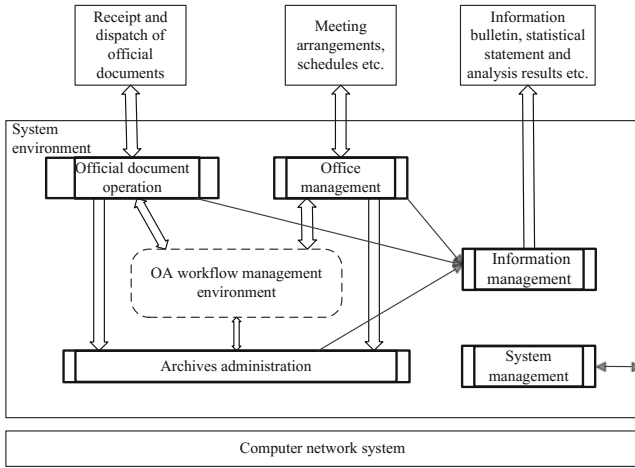 Receipt and
dispatch of
official
documents
Meeting
arrangements,
schedules etc.
Information
bulletin, statistical
statement and
analysis results etc.
System
environment
Official document
operation
Office
management
OA workflow management
environment
Information
management
Archives administration
System
management
Computer network system